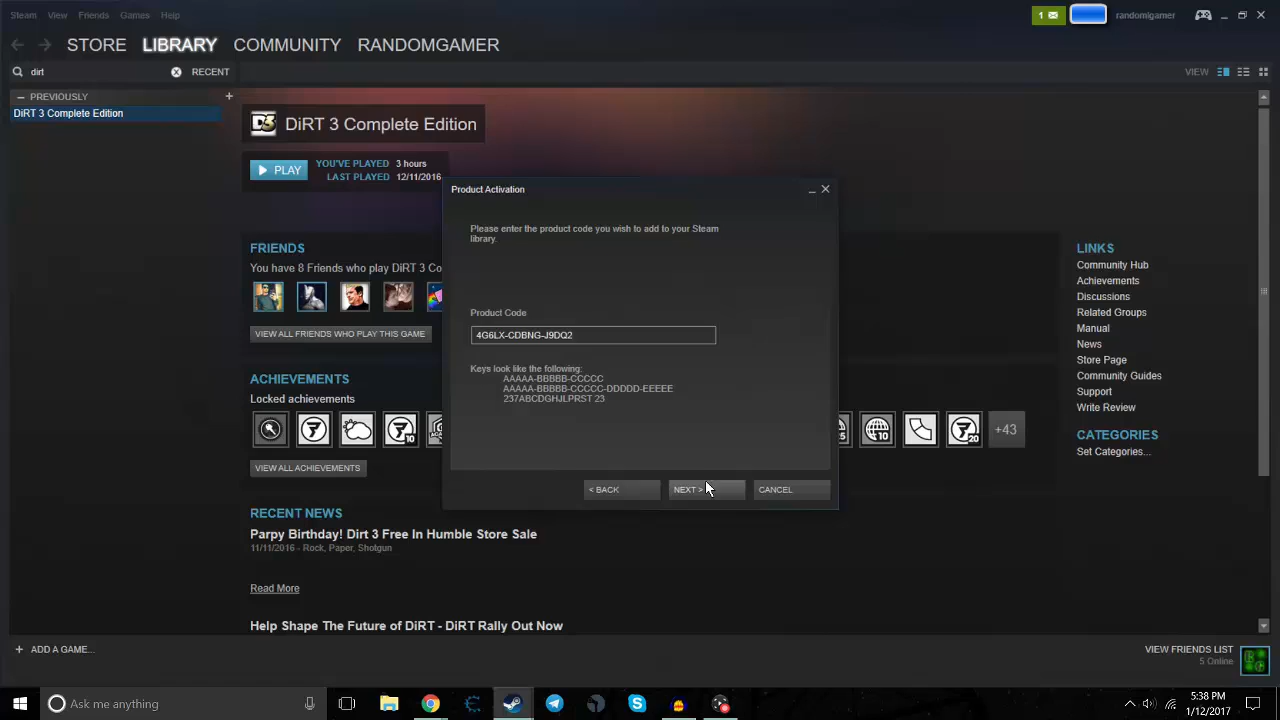 Steam View Friends Games Help
1
randomigamer
STORE LIBRARY COMMUNITY RANDOMGAMER
dirt RECENT VIEW
PREVIOUSLY
DiRT 3 Complete Edition
D3 DiRT 3 Complete Edition
PLAY YOU'VE PLAYED 3 hours
LAST PLAYED 12/11/2016
Product Activation
Please enter the product code you wish to add to your Steam
library.
Product Code
4G6LX-CDBNG-J9DQ2
Keys look like the following:
AAAAA-BBBBB-CCCCC
AAAAA-BBBBB-CCCCC-DDDDD-EEEEE
237ABCDGHJLPRST 23
< BACK NEXT > CANCEL
FRIENDS
You have 8 Friends who play DiRT 3 Co
VIEW ALL FRIENDS WHO PLAY THIS GAME
ACHIEVEMENTS
Locked achievements
10
10
20
+43
VIEW ALL ACHIEVEMENTS
RECENT NEWS
Parpy Birthday! Dirt 3 Free In Humble Store Sale
11/11/2016 - Rock, Paper, Shotgun
Read More
Help Shape The Future of DiRT - DiRT Rally Out Now
LINKS
Community Hub
Achievements
Discussions
Related Groups
Manual
News
Store Page
Community Guides
Support
Write Review
CATEGORIES
Set Categories...
+ ADD A GAME...
VIEW FRIENDS LIST
5 Online
Ask me anything
5:38 PM
1/12/2017